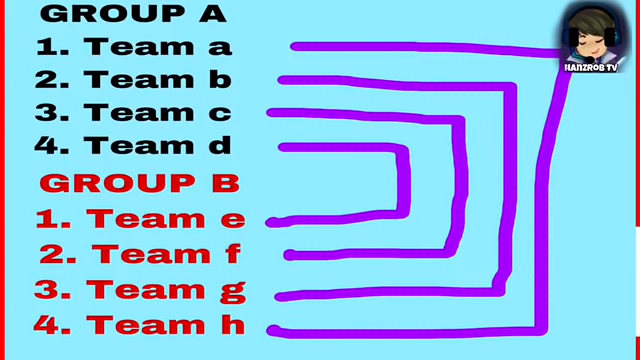 GROUP A
1. Team a
2. Team b
3. Team c
4. Team d
GROUP B
1. Team e
2. Team f
3. Team g
4. Team h
HANZROB TV